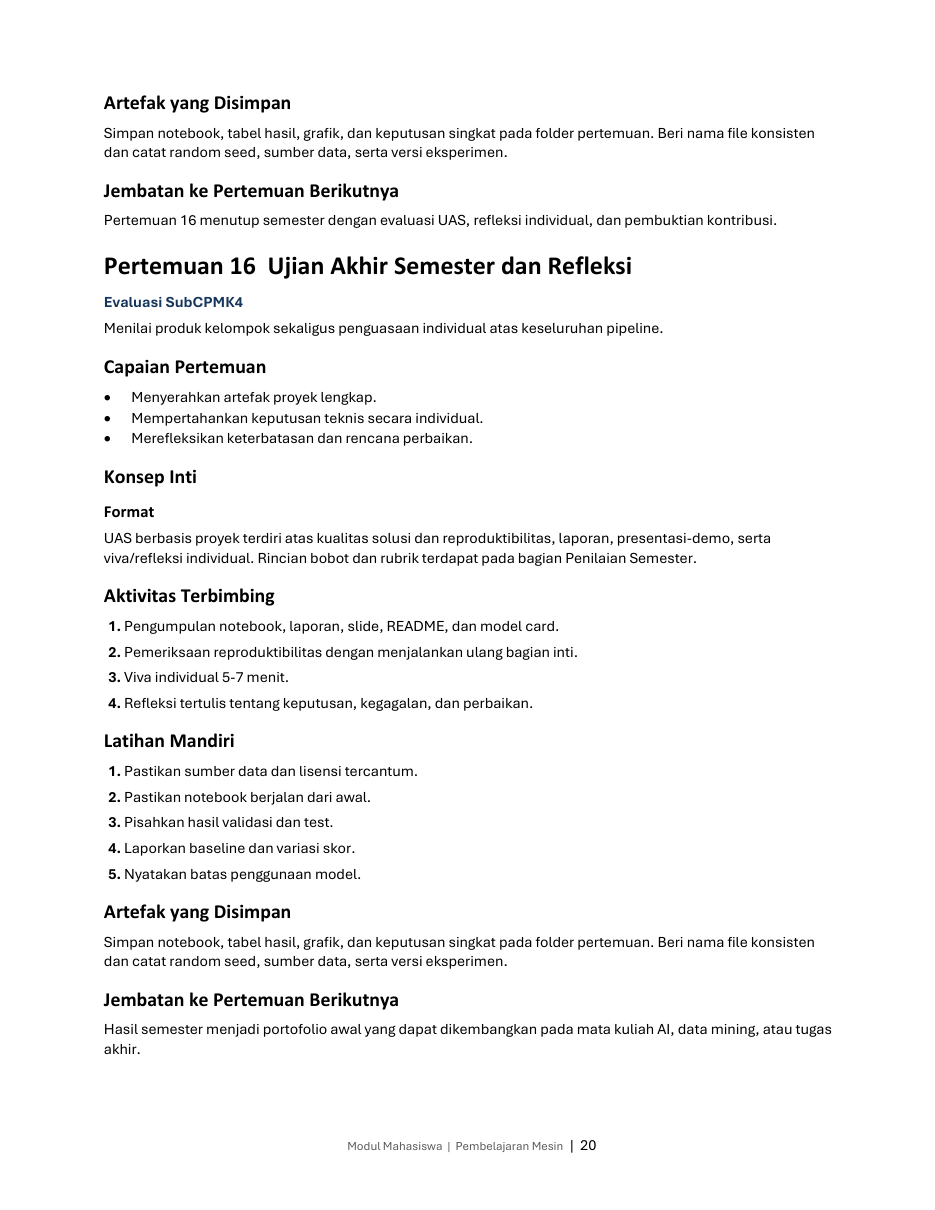 Artefak yang Disimpan
Simpan notebook, tabel hasil, grafik, dan keputusan singkat pada folder pertemuan. Beri nama file konsisten
dan catat random seed, sumber data, serta versi eksperimen.
Jembatan ke Pertemuan Berikutnya
Pertemuan 16 menutup semester dengan evaluasi UAS, refleksi individual, dan pembuktian kontribusi.
Pertemuan 16  Ujian Akhir Semester dan Refleksi
Evaluasi SubCPMK4
Menilai produk kelompok sekaligus penguasaan individual atas keseluruhan pipeline.
Capaian Pertemuan
• Menyerahkan artefak proyek lengkap.
• Mempertahankan keputusan teknis secara individual.
• Merefleksikan keterbatasan dan rencana perbaikan.
Konsep Inti
Format
UAS berbasis proyek terdiri atas kualitas solusi dan reproduktibilitas, laporan, presentasi-demo, serta
viva/refleksi individual. Rincian bobot dan rubrik terdapat pada bagian Penilaian Semester.
Aktivitas Terbimbing
1. Pengumpulan notebook, laporan, slide, README, dan model card.
2. Pemeriksaan reproduktibilitas dengan menjalankan ulang bagian inti.
3. Viva individual 5-7 menit.
4. Refleksi tertulis tentang keputusan, kegagalan, dan perbaikan.
Latihan Mandiri
1. Pastikan sumber data dan lisensi tercantum.
2. Pastikan notebook berjalan dari awal.
3. Pisahkan hasil validasi dan test.
4. Laporkan baseline dan variasi skor.
5. Nyatakan batas penggunaan model.
Artefak yang Disimpan
Simpan notebook, tabel hasil, grafik, dan keputusan singkat pada folder pertemuan. Beri nama file konsisten
dan catat random seed, sumber data, serta versi eksperimen.
Jembatan ke Pertemuan Berikutnya
Hasil semester menjadi portofolio awal yang dapat dikembangkan pada mata kuliah AI, data mining, atau tugas
akhir.
Modul Mahasiswa | Pembelajaran Mesin | 20